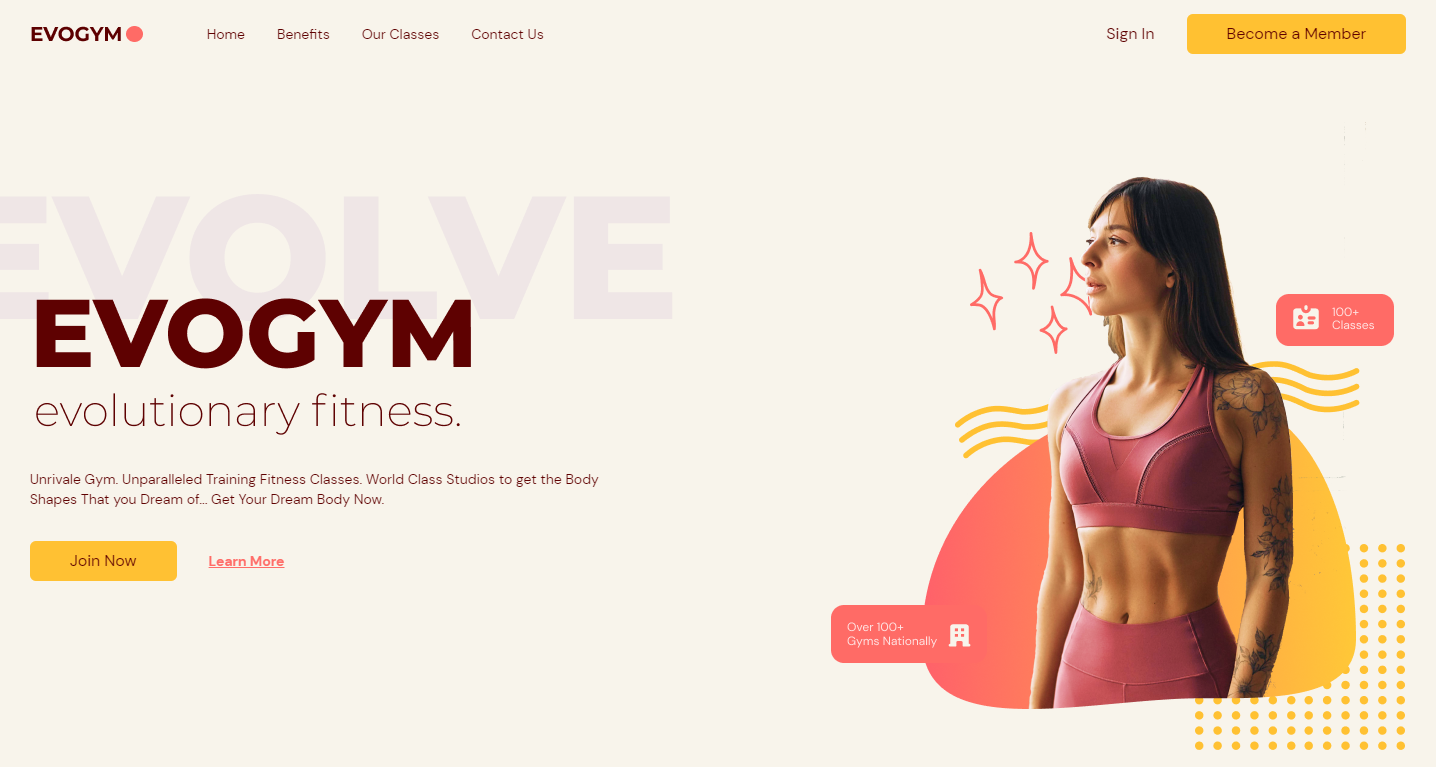 EVOGYM
Home Benefits Our Classes Contact Us Sign In Become a Member
EVOLVE
EVOGYM
evolutionary fitness.
Unrivale Gym. Unparalleled Training Fitness Classes. World Class Studios to get the Body
Shapes That you Dream of... Get Your Dream Body Now.
Join Now Learn More
100+
Classes
Over 100+
Gyms Nationally